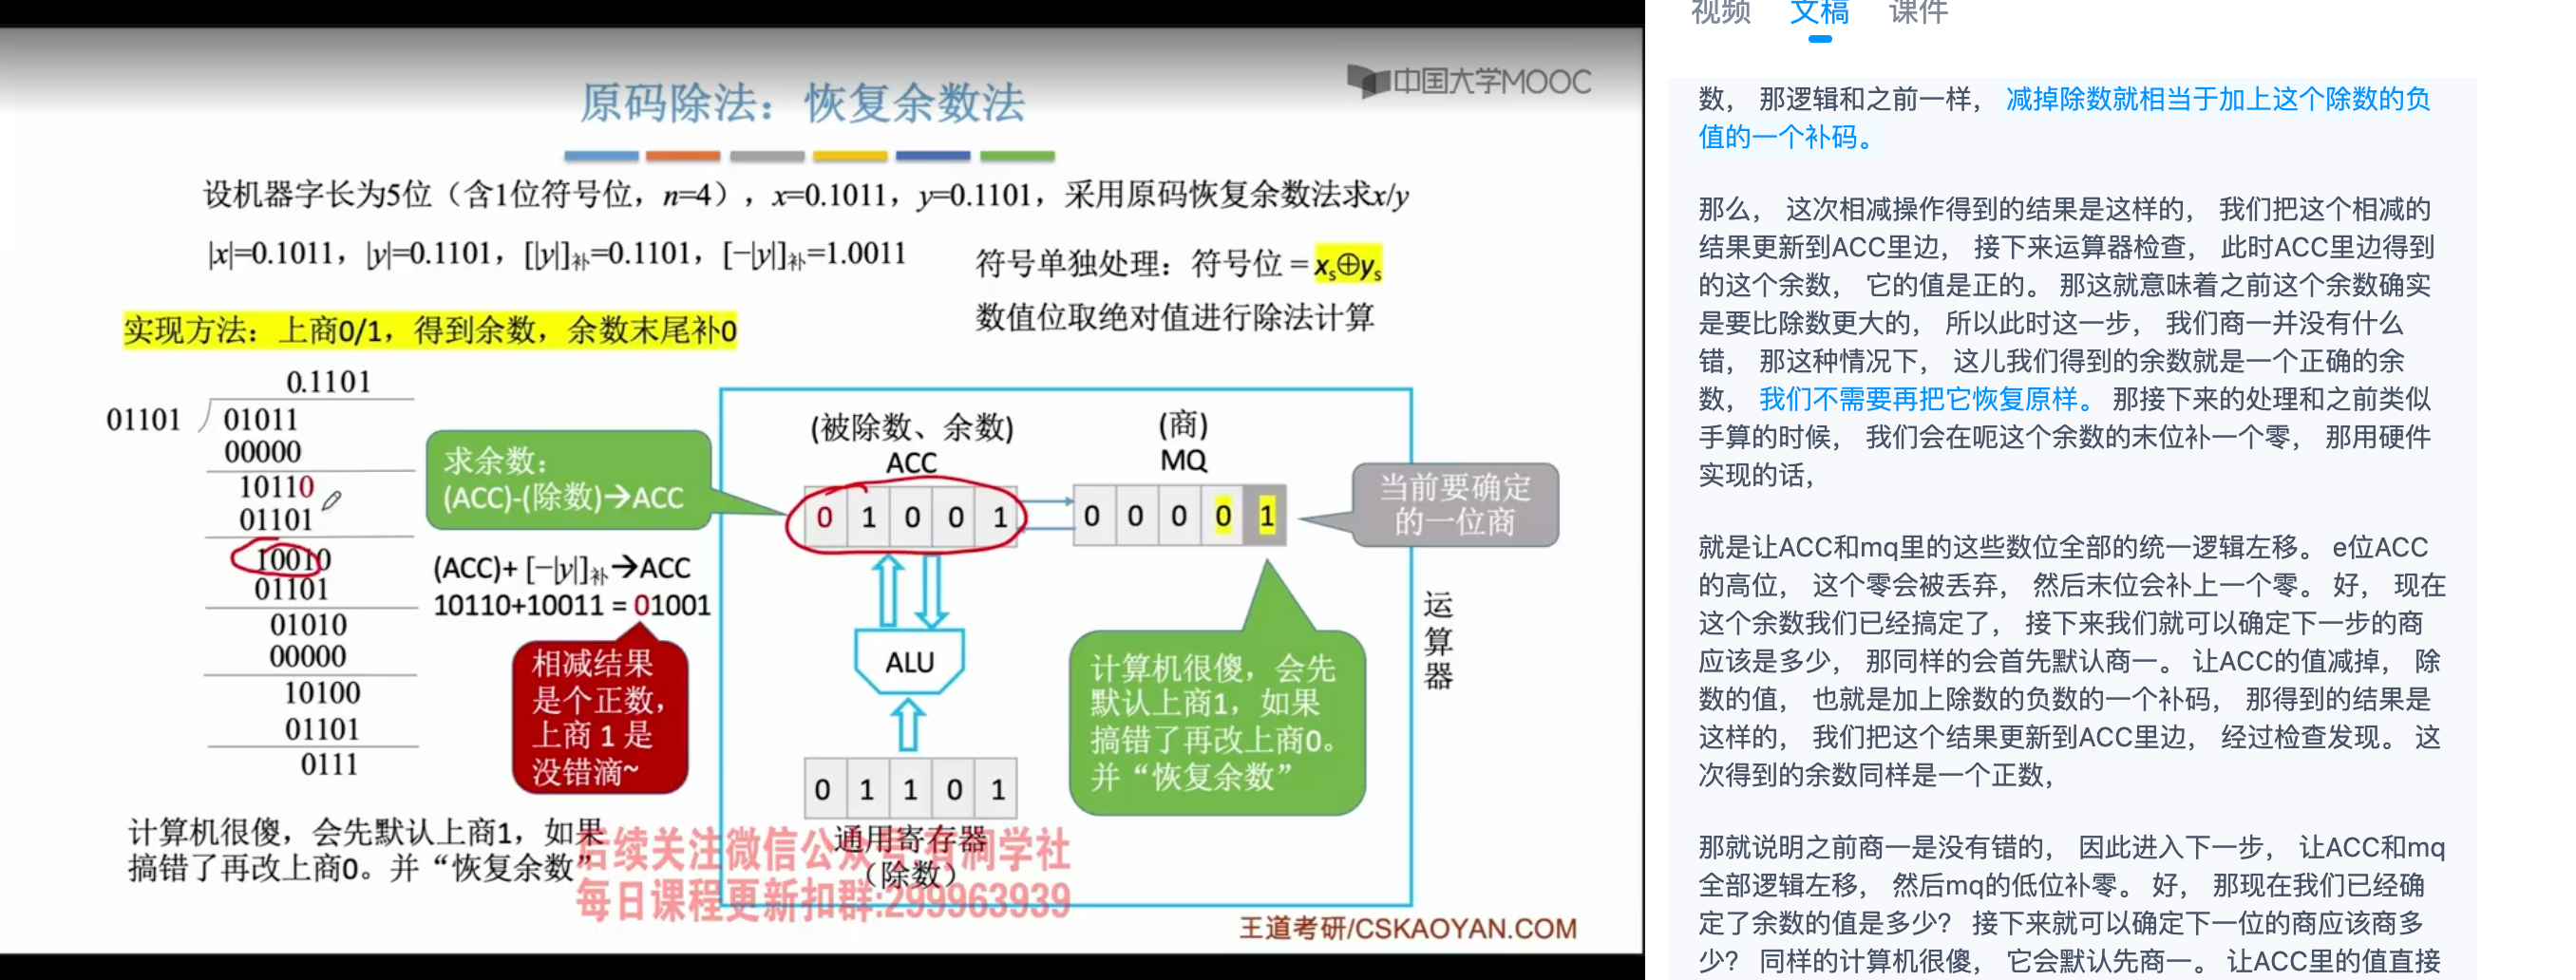 中国大学MOOC
原码除法：恢复余数法
设机器字长为5位（含1位符号位，n=4），x=0.1011，y=0.1101，采用原码恢复余数法求x/y
|x|=0.1011，|y|=0.1101，[|y|]补=0.1101，[−|y|]补=1.0011
符号单独处理：符号位 = xs⊕ys
数值位取绝对值进行除法计算
实现方法：上商0/1，得到余数，余数末尾补0
0.1101
01101
01011
00000
10110
01101
10010
01101
01010
00000
10100
01101
0111
求余数：
(ACC)-(除数)→ACC
(ACC)+ [−|y|]补→ACC
10110+10011 = 01001
相减结果
是个正数，
上商 1 是
没错滴~
计算机很傻，会先默认上商1，如果
搞错了再改上商0。并“恢复余数”
(被除数、余数)
ACC
0 1 0 0 1
(商)
MQ
0 0 0 0 1
当前要确定
的一位商
ALU
运
算
器
计算机很傻，会先
默认上商1，如果
搞错了再改上商0。
并“恢复余数”
0 1 1 0 1
通用寄存器
（除数）
后续关注微信公众号:有洞学社
每日课程更新扣群:299963939
王道考研/CSKAOYAN.COM
视频 文稿 课件
数， 那逻辑和之前一样， 减掉除数就相当于加上这个除数的负
值的一个补码。
那么， 这次相减操作得到的结果是这样的， 我们把这个相减的
结果更新到ACC里边， 接下来运算器检查， 此时ACC里边得到
的这个余数， 它的值是正的。 那这就意味着之前这个余数确实
是要比除数更大的， 所以此时这一步， 我们商一并没有什么
错， 那这种情况下， 这儿我们得到的余数就是一个正确的余
数， 我们不需要再把它恢复原样。 那接下来的处理和之前类似
手算的时候， 我们会在呃这个余数的末位补一个零， 那用硬件
实现的话，
就是让ACC和mq里的这些数位全部的统一逻辑左移。 e位ACC
的高位， 这个零会被丢弃， 然后末位会补上一个零。 好， 现在
这个余数我们已经搞定了， 接下来我们就可以确定下一步的商
应该是多少， 那同样的会首先默认商一。 让ACC的值减掉， 除
数的值， 也就是加上除数的负数的一个补码， 那得到的结果是
这样的， 我们把这个结果更新到ACC里边， 经过检查发现。 这
次得到的余数同样是一个正数，
那就说明之前商一是没有错的， 因此进入下一步， 让ACC和mq
全部逻辑左移， 然后mq的低位补零。 好， 那现在我们已经确
定了余数的值是多少？ 接下来就可以确定下一位的商应该商多
少？ 同样的计算机很傻， 它会默认先商一。 让ACC里的值直接